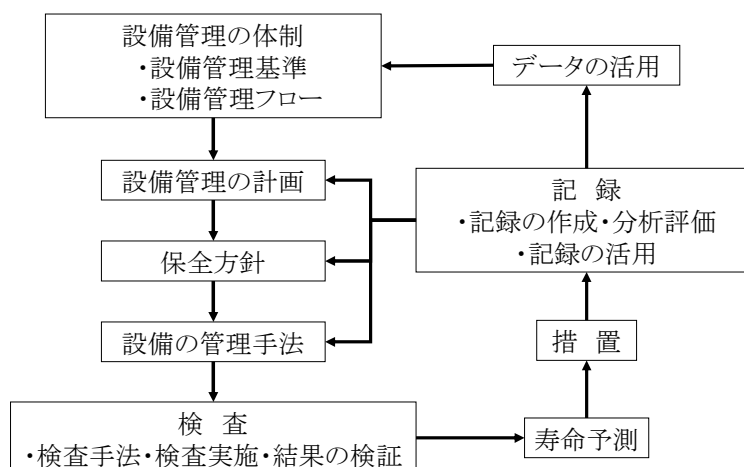 設備管理の体制
・設備管理基準
・設備管理フロー
データの活用
設備管理の計画
記 録
・記録の作成・分析評価
・記録の活用
保全方針
設備の管理手法
措 置
検 査
・検査手法・検査実施・結果の検証
寿命予測